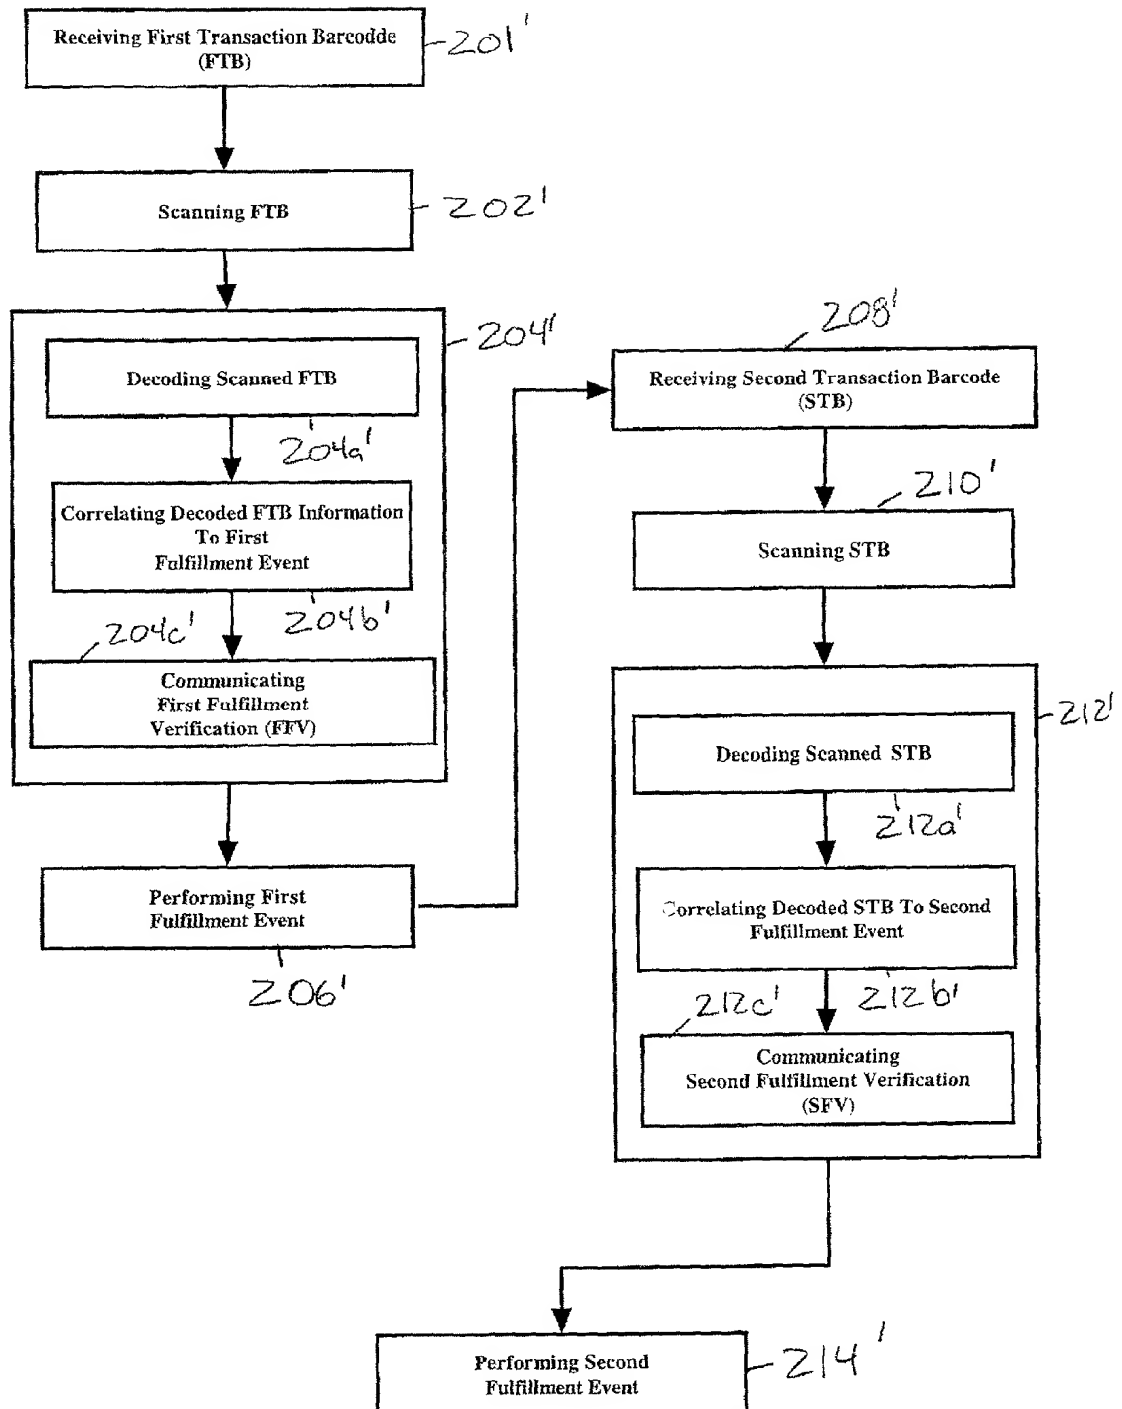 Receiving First Transaction Barcodde
(FTB)
201'
Scanning FTB
202'
204'
Decoding Scanned FTB
204a'
Correlating Decoded FTB Information
To First
Fulfillment Event
204b'
204c'
Communicating
First Fulfillment
Verification (FFV)
Performing First
Fulfillment Event
206'
208'
Receiving Second Transaction Barcode
(STB)
210'
Scanning STB
212'
Decoding Scanned STB
212a'
Correlating Decoded STB To Second
Fulfillment Event
212b'
212c'
Communicating
Second Fulfillment Verification
(SFV)
Performing Second
Fulfillment Event
214'